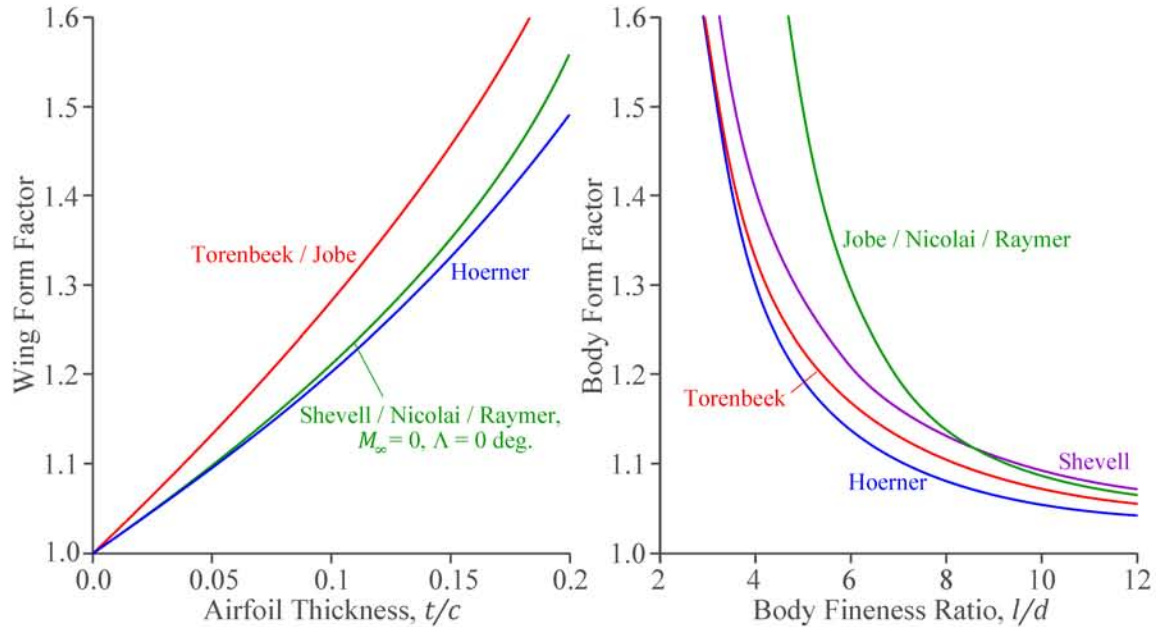 1.6
1.5
1.4
1.3
1.2
1.1
1.0
Wing Form Factor
Torenbeek / Jobe
Hoerner
Shevell / Nicolai / Raymer,
M∞ = 0, Λ = 0 deg.
0.0
0.05
0.1
0.15
0.2
Airfoil Thickness, t/c
1.6
1.5
1.4
1.3
1.2
1.1
1.0
Body Form Factor
Jobe / Nicolai / Raymer
Torenbeek
Shevell
Hoerner
2
4
6
8
10
12
Body Fineness Ratio, l/d